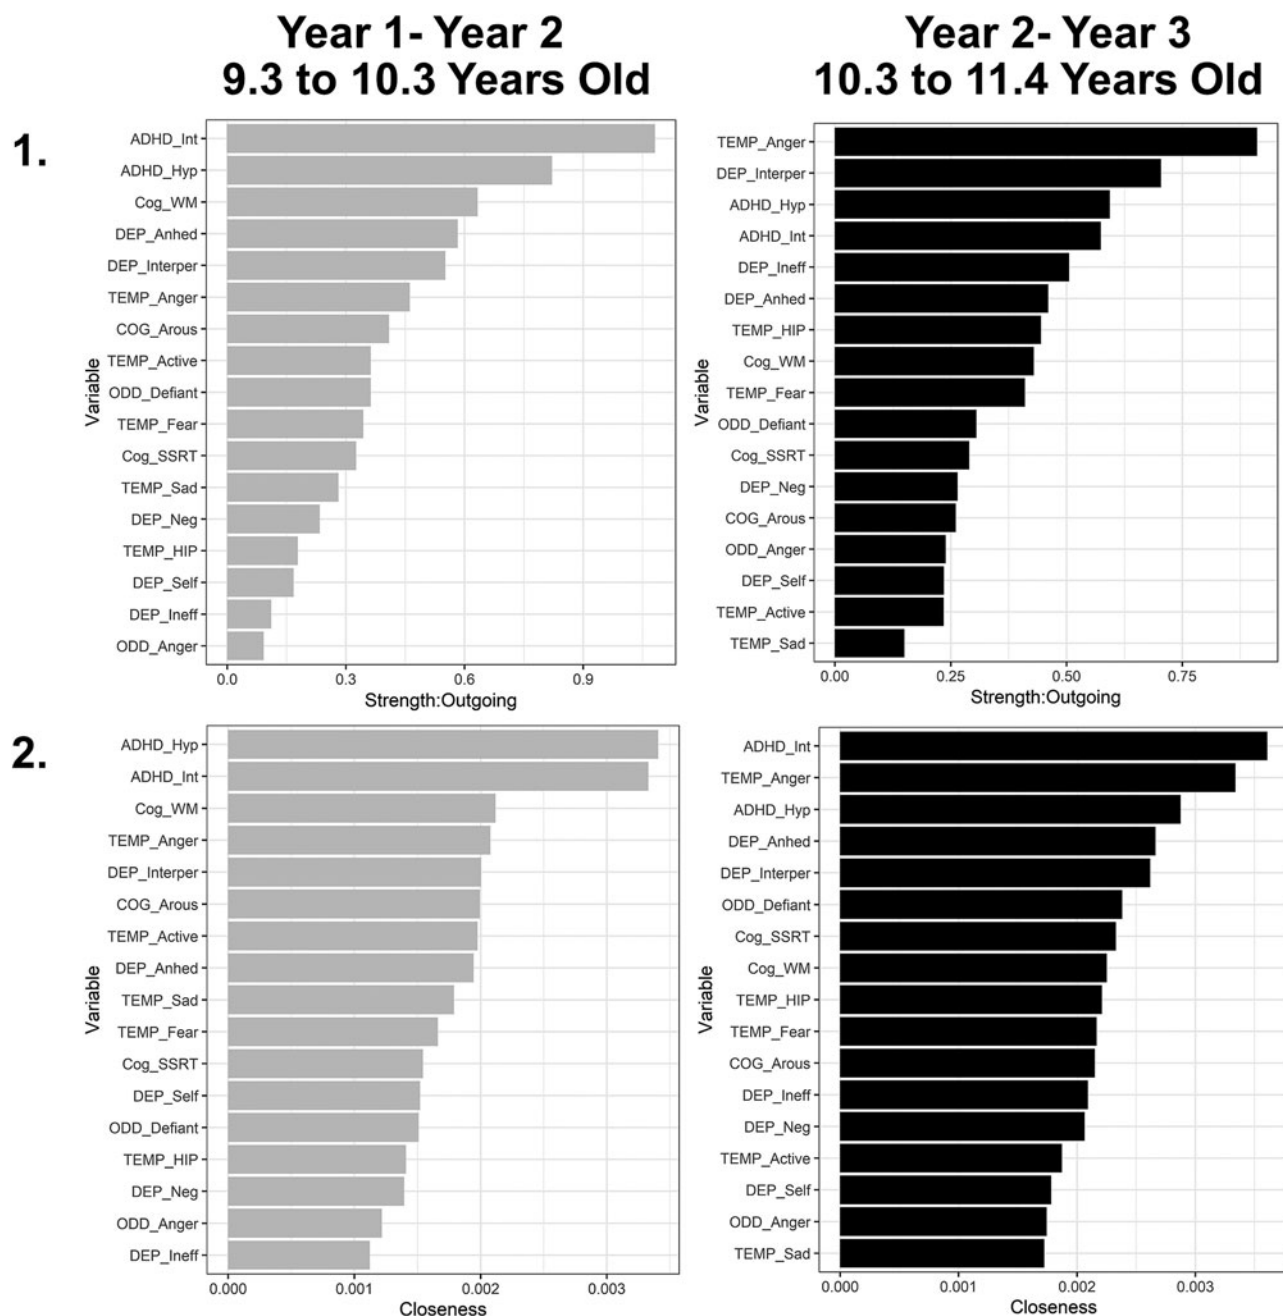 Year 1- Year 2
9.3 to 10.3 Years Old
Year 2- Year 3
10.3 to 11.4 Years Old
1.
Variable
ADHD_Int
ADHD_Hyp
Cog_WM
DEP_Anhed
DEP_Interper
TEMP_Anger
COG_Arous
TEMP_Active
ODD_Defiant
TEMP_Fear
Cog_SSRT
TEMP_Sad
DEP_Neg
TEMP_HIP
DEP_Self
DEP_Ineff
ODD_Anger
0.0 0.3 0.6 0.9
Strength:Outgoing
Variable
TEMP_Anger
DEP_Interper
ADHD_Hyp
ADHD_Int
DEP_Ineff
DEP_Anhed
TEMP_HIP
Cog_WM
TEMP_Fear
ODD_Defiant
Cog_SSRT
DEP_Neg
COG_Arous
ODD_Anger
DEP_Self
TEMP_Active
TEMP_Sad
0.00 0.25 0.50 0.75
Strength:Outgoing
2.
Variable
ADHD_Hyp
ADHD_Int
Cog_WM
TEMP_Anger
DEP_Interper
COG_Arous
TEMP_Active
DEP_Anhed
TEMP_Sad
TEMP_Fear
Cog_SSRT
DEP_Self
ODD_Defiant
TEMP_HIP
DEP_Neg
ODD_Anger
DEP_Ineff
0.000 0.001 0.002 0.003
Closeness
Variable
ADHD_Int
TEMP_Anger
ADHD_Hyp
DEP_Anhed
DEP_Interper
ODD_Defiant
Cog_SSRT
Cog_WM
TEMP_HIP
TEMP_Fear
COG_Arous
DEP_Ineff
DEP_Neg
TEMP_Active
DEP_Self
ODD_Anger
TEMP_Sad
0.000 0.001 0.002 0.003
Closeness